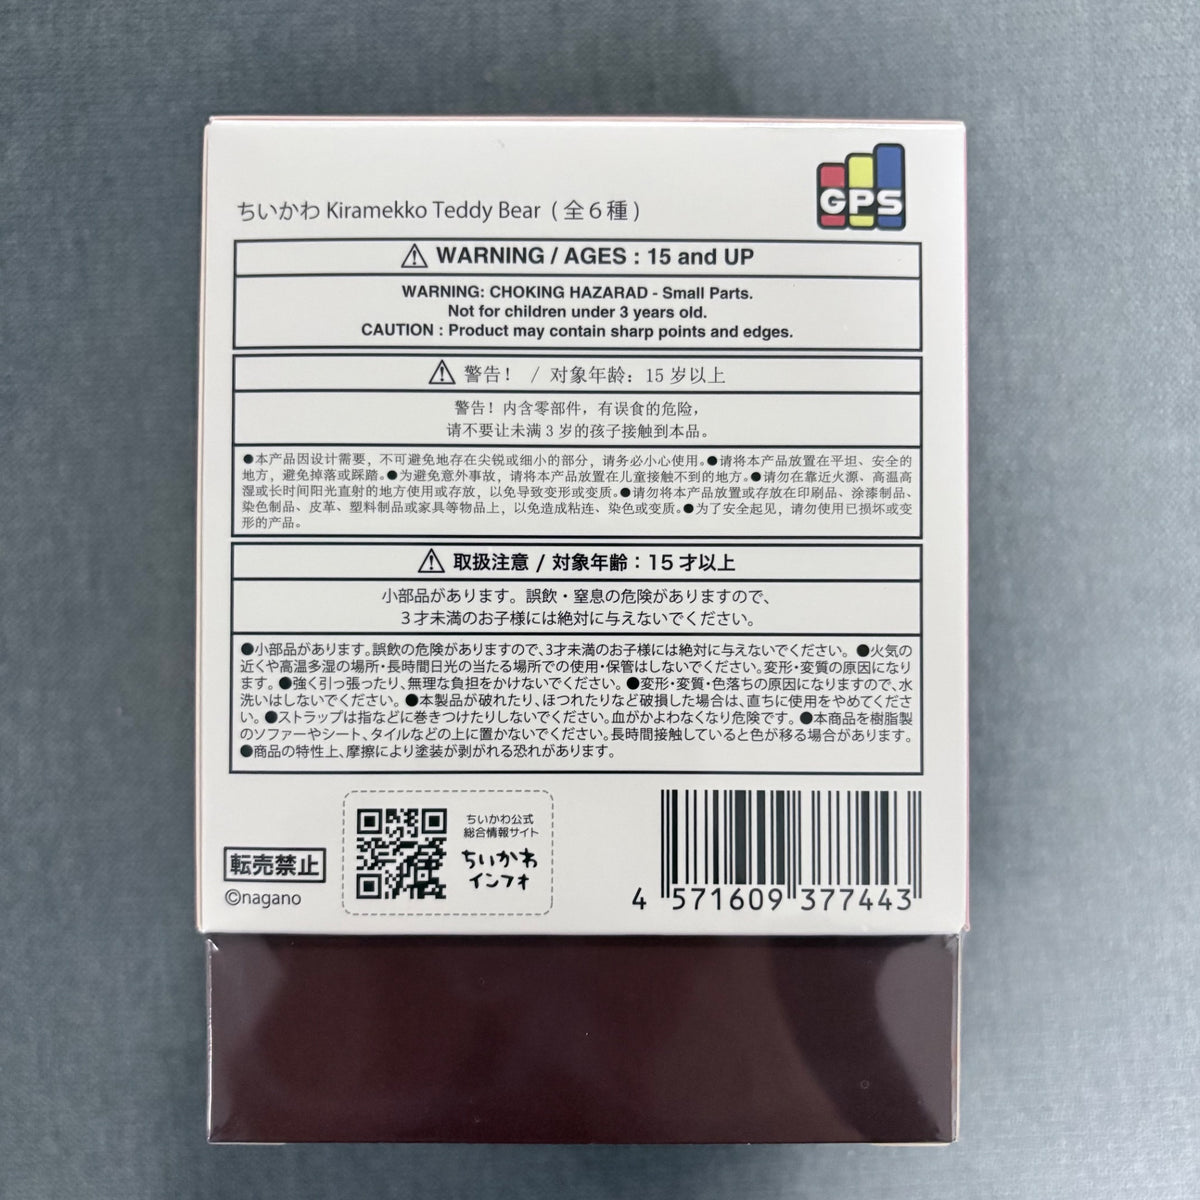 GPS
ちいかわ Kiramekko Teddy Bear (全6種)
⚠ WARNING / AGES : 15 and UP
WARNING: CHOKING HAZARAD - Small Parts.
Not for children under 3 years old.
CAUTION : Product may contain sharp points and edges.
⚠ 警告! / 对象年龄: 15 岁以上
警告! 内含零部件, 有误食的危险,
请不要让未满 3 岁的孩子接触到本品。
●本产品因设计需要, 不可避免地存在尖锐或细小的部分, 请务必小心使用。●请将本产品放置在平坦、安全的
地方, 避免掉落或踩踏。●为避免意外事故, 请将本产品放置在儿童接触不到的地方。●请勿在靠近火源、高温高
湿或长时间阳光直射的地方使用或存放, 以免导致变形或变质。●请勿将本产品放置或存放在印刷品、涂漆制品、
染色制品、皮革、塑料制品或家具等物品上, 以免造成粘连、染色或变质。●为了安全起见, 请勿使用已损坏或变
形的产品。
⚠ 取扱注意 / 対象年齢 : 15 才以上
小部品があります。誤飲・窒息の危険がありますので、
3才未満のお子様には絶対に与えないでください。
●小部品があります。誤飲の危険がありますので、3才未満のお子様には絶対に与えないでください。●火気の
近くや高温多湿の場所・長時間日光の当たる場所での使用・保管はしないでください。変形・変質の原因になり
ます。●強く引っ張ったり、無理な負担をかけないでください。●変形・変質・色落ちの原因になりますので、水
洗いはしないでください。●本製品が破れたり、ほつれたりなど破損した場合は、直ちに使用をやめてくださ
い。●ストラップは指などに巻きつけたりしないでください。血がかよわなくなり危険です。●本商品を樹脂製
のソファーやシート、タイルなどの上に置かないでください。長時間接触していると色が移る場合があります。
●商品の特性上、摩擦により塗装が剥がれる恐れがあります。
転売禁止
©nagano
ちいかわ公式
総合情報サイト
ちいかわ
インフォ
4 571609 377443